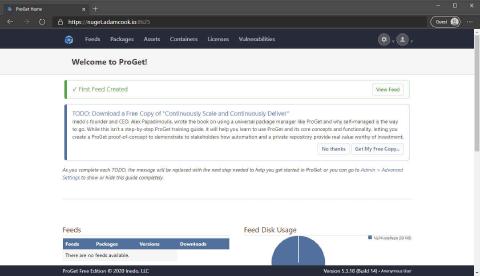 ProGet Home
https://nuget.adamcook.io:8625
Guest
Feeds Packages Assets Containers Licenses Vulnerabilities
Welcome to ProGet!
✓ First Feed Created
View Feed
TODO: Download a Free Copy of "Continuously Scale and Continuously Deliver"
Inedo's founder and CEO, Alex Papadimoulis, wrote the book on using a universal package manager like ProGet and why self-managed is the way
to go. While this isn't a step-by-step ProGet training guide, it will help you learn to use ProGet and its core concepts and functionality, letting you
create a ProGet proof-of-concept to demonstrate to stakeholders how automation and a private repository provide real value worthy of investment.
No thanks
Get My Free Copy...
As you complete each TODO, the message will be replaced with the next step needed to help you get started in ProGet or you can go to Admin > Advanced
Settings to show or hide this guide completely.
Feeds
Feeds Packages Versions Downloads
There are no feeds available.
Feed Disk Usage
ProGet Free Edition © 2020 Inedo, LLC
Version 5.3.18 (Build 14) • Anonymous User